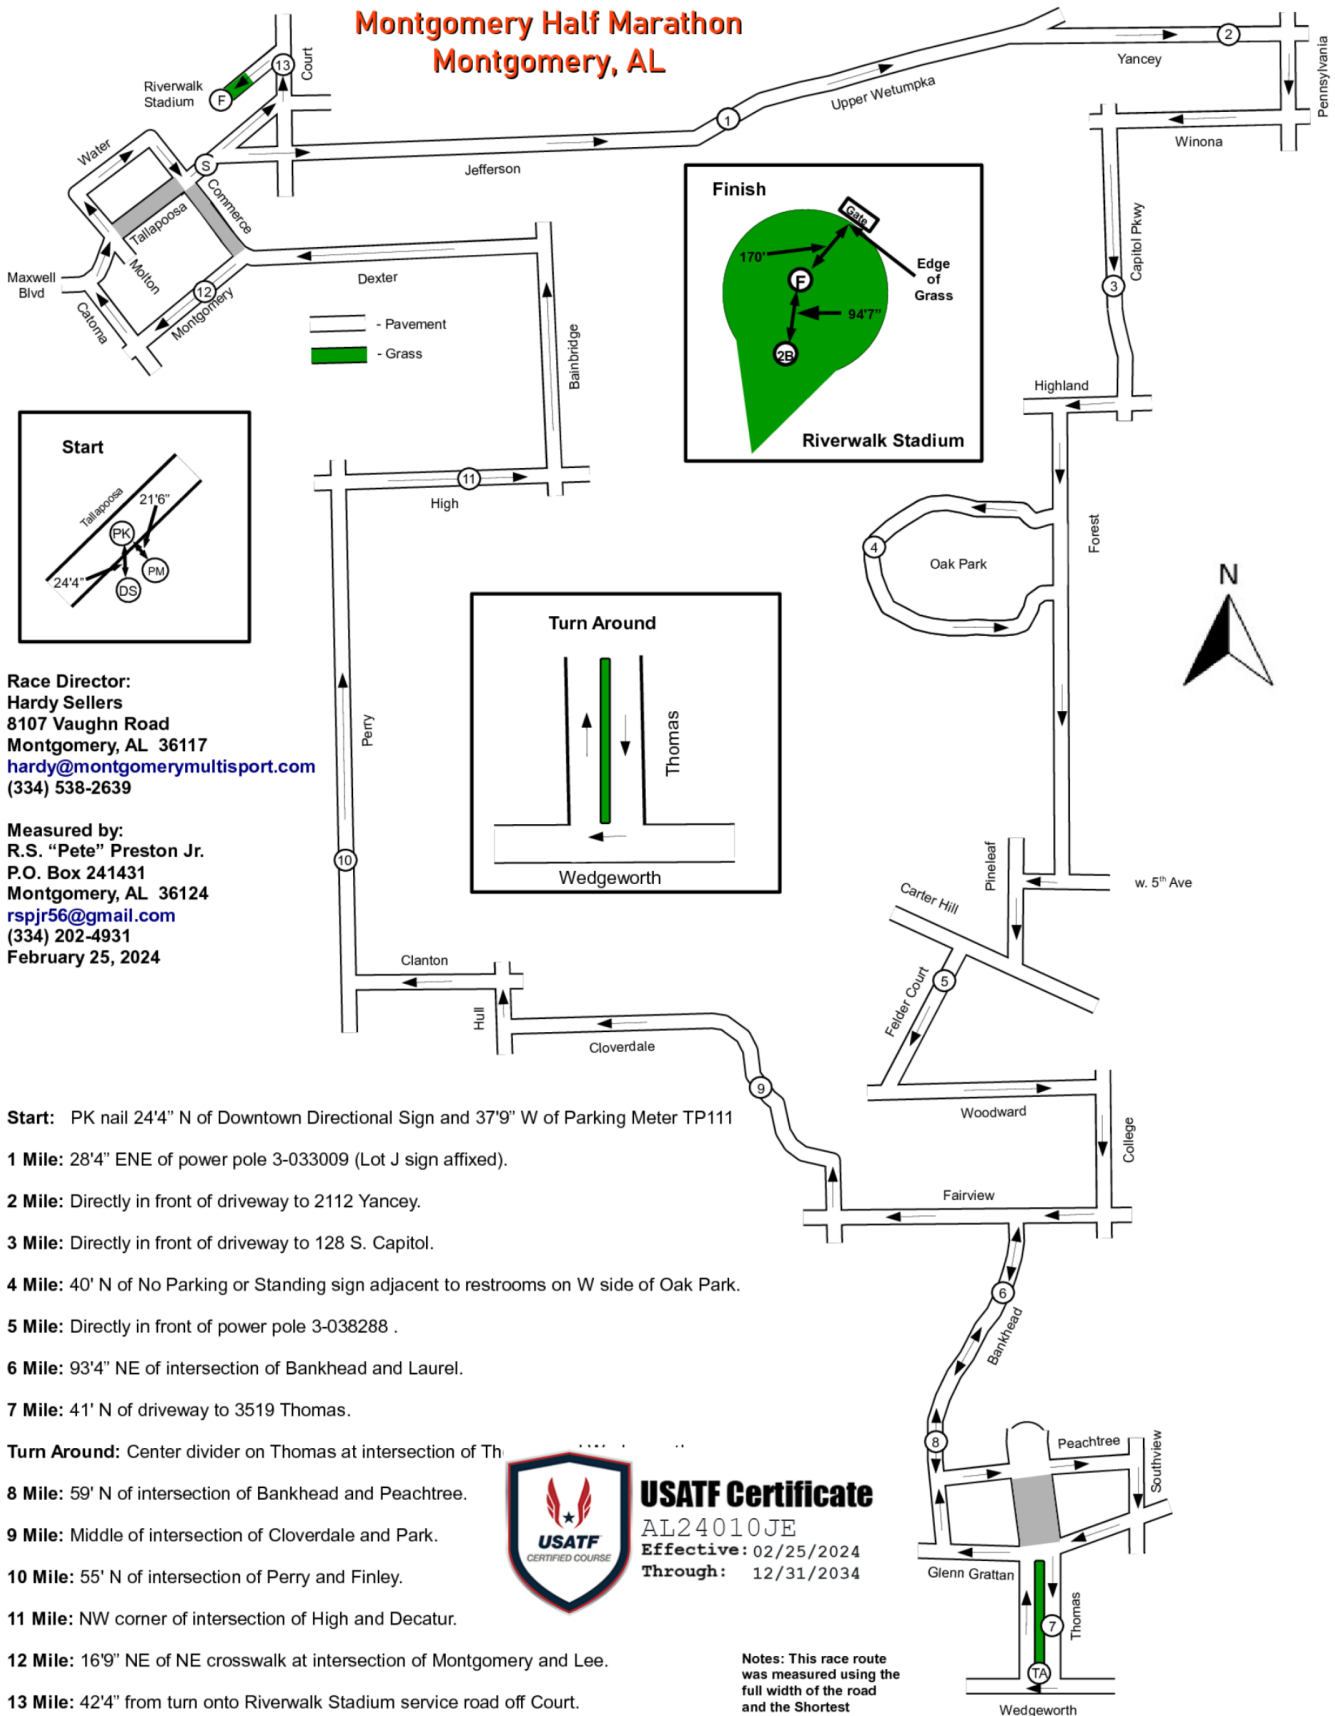 Montgomery Half Marathon
Montgomery, AL
Riverwalk
Stadium
F
13
Court
Water
S
Commerce
Tallapoosa
Molton
Maxwell
Blvd
Catoma
12
Montgomery
Dexter
Jefferson
1
Upper Wetumpka
Yancey
2
Pennsylvania
Winona
Capitol Pkwy
3
Highland
Forest
4
Oak Park
- Pavement
- Grass
Bainbridge
11
High
Finish
Gate
170'
F
Edge
of
Grass
94'7"
2B
Riverwalk Stadium
Start
Tallapoosa
21'6"
PK
PM
24'4"
DS
N
Turn Around
Thomas
Wedgeworth
Race Director:
Hardy Sellers
8107 Vaughn Road
Montgomery, AL 36117
hardy@montgomerymultisport.com
(334) 538-2639
Measured by:
R.S. “Pete” Preston Jr.
P.O. Box 241431
Montgomery, AL 36124
rspjr56@gmail.com
(334) 202-4931
February 25, 2024
Perry
10
Clanton
Hull
Cloverdale
9
Pineleaf
w. 5th Ave
Carter Hill
5
Felder Court
Woodward
College
Fairview
6
Bankhead
8
Peachtree
Southview
Glenn Grattan
Thomas
7
TA
Wedgeworth
Start: PK nail 24'4” N of Downtown Directional Sign and 37'9” W of Parking Meter TP111
1 Mile: 28'4” ENE of power pole 3-033009 (Lot J sign affixed).
2 Mile: Directly in front of driveway to 2112 Yancey.
3 Mile: Directly in front of driveway to 128 S. Capitol.
4 Mile: 40' N of No Parking or Standing sign adjacent to restrooms on W side of Oak Park.
5 Mile: Directly in front of power pole 3-038288 .
6 Mile: 93'4” NE of intersection of Bankhead and Laurel.
7 Mile: 41' N of driveway to 3519 Thomas.
Turn Around: Center divider on Thomas at intersection of
8 Mile: 59' N of intersection of Bankhead and Peachtree.
9 Mile: Middle of intersection of Cloverdale and Park.
10 Mile: 55' N of intersection of Perry and Finley.
11 Mile: NW corner of intersection of High and Decatur.
12 Mile: 16'9” NE of NE crosswalk at intersection of Montgomery and Lee.
13 Mile: 42'4” from turn onto Riverwalk Stadium service road off Court.
USATF
CERTIFIED COURSE
USATF Certificate
AL24010JE
Effective: 02/25/2024
Through: 12/31/2034
Notes: This race route
was measured using the
full width of the road
and the Shortest